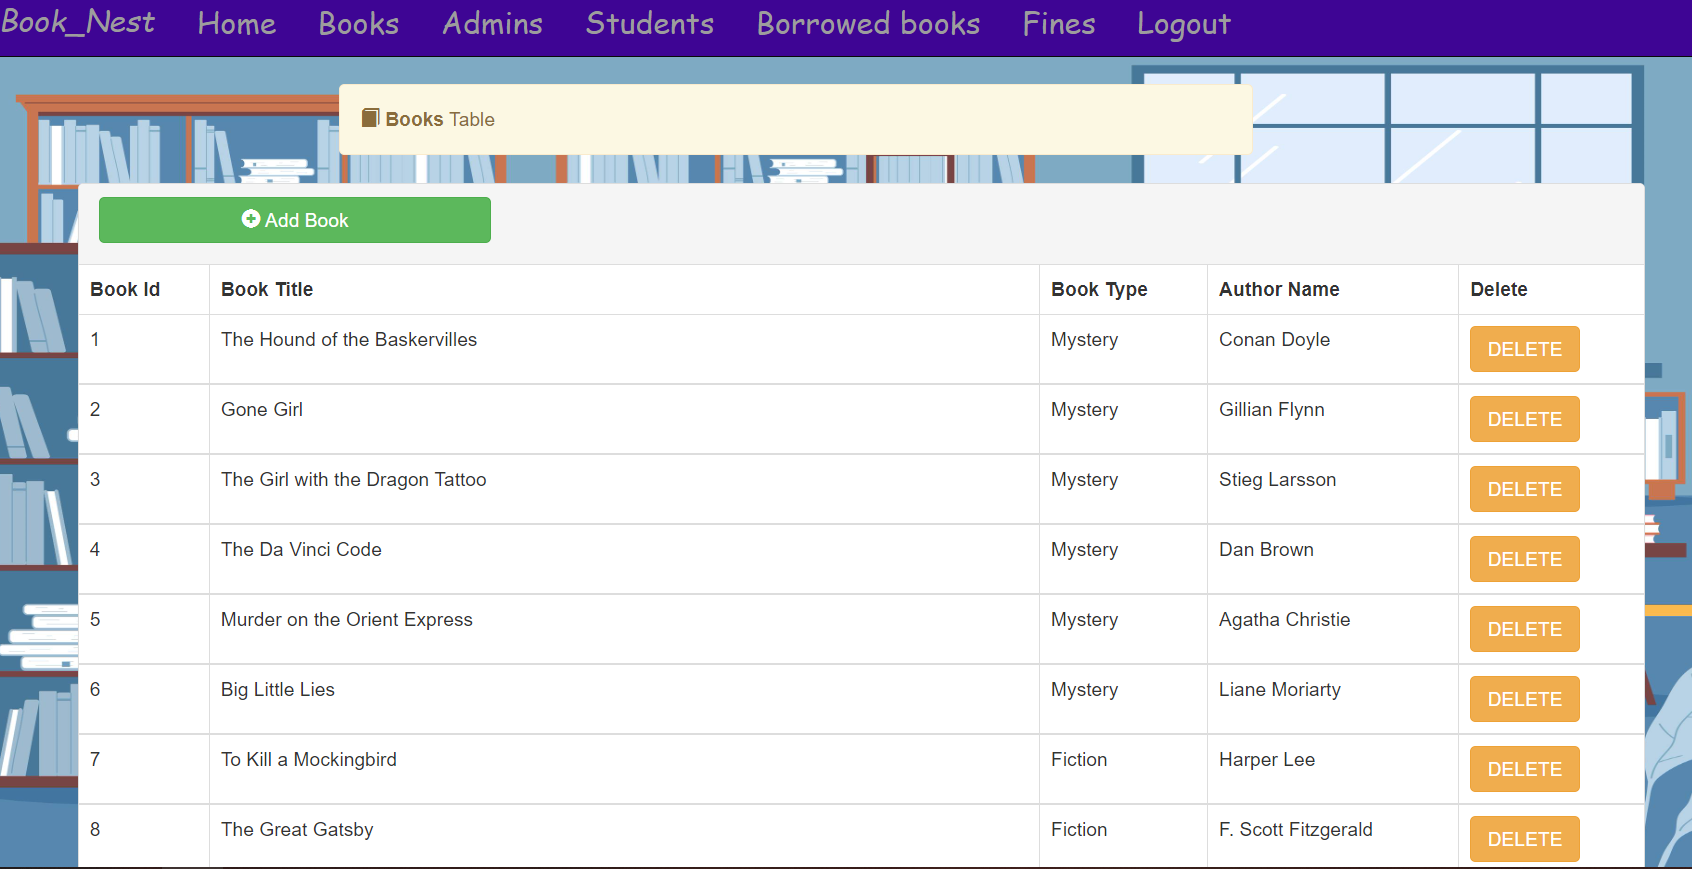 Book_Nest Home Books Admins Students Borrowed books Fines Logout
Books Table
Add Book
Book Id Book Title Book Type Author Name Delete
1 The Hound of the Baskervilles Mystery Conan Doyle DELETE
2 Gone Girl Mystery Gillian Flynn DELETE
3 The Girl with the Dragon Tattoo Mystery Stieg Larsson DELETE
4 The Da Vinci Code Mystery Dan Brown DELETE
5 Murder on the Orient Express Mystery Agatha Christie DELETE
6 Big Little Lies Mystery Liane Moriarty DELETE
7 To Kill a Mockingbird Fiction Harper Lee DELETE
8 The Great Gatsby Fiction F. Scott Fitzgerald DELETE